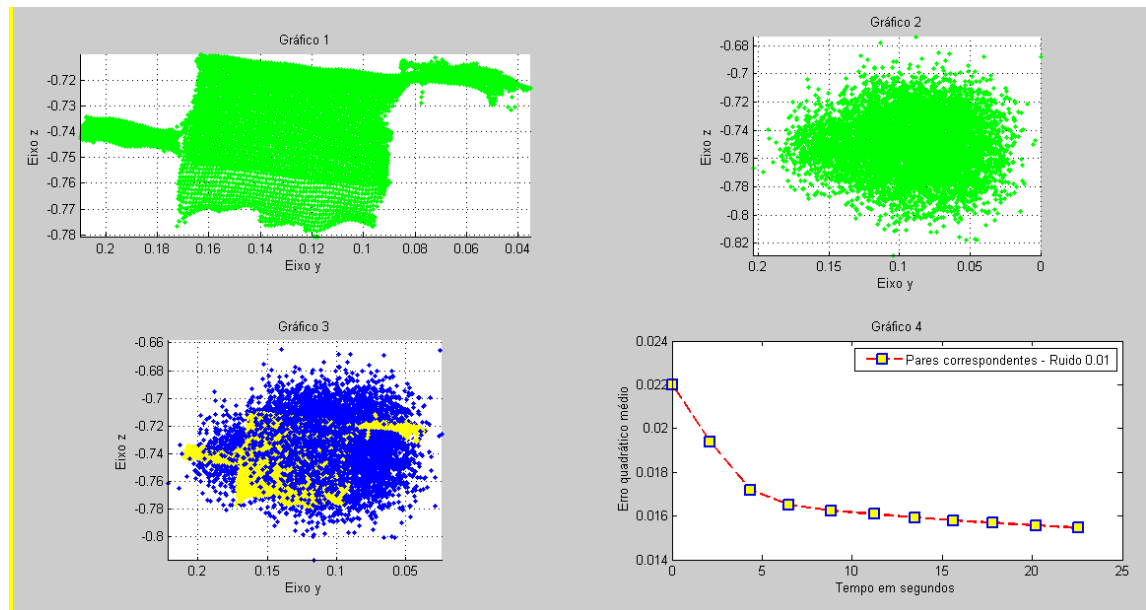 Gráfico 1
-0.72
-0.73
-0.74
-0.75
-0.76
-0.77
-0.78
0.2 0.18 0.16 0.14 0.12 0.1 0.08 0.06 0.04
Eixo y
Eixo z
Gráfico 2
-0.68
-0.7
-0.72
-0.74
-0.76
-0.78
-0.8
-0.82
0.2 0.15 0.1 0.05 0
Eixo y
Eixo z
Gráfico 3
-0.66
-0.68
-0.7
-0.72
-0.74
-0.76
-0.78
-0.8
0.2 0.15 0.1 0.05
Eixo y
Eixo z
Gráfico 4
0.024
0.022
0.02
0.018
0.016
0.014
0 5 10 15 20 25
Tempo em segundos
Erro quadrático médio
Pares correspondentes - Ruido 0.01